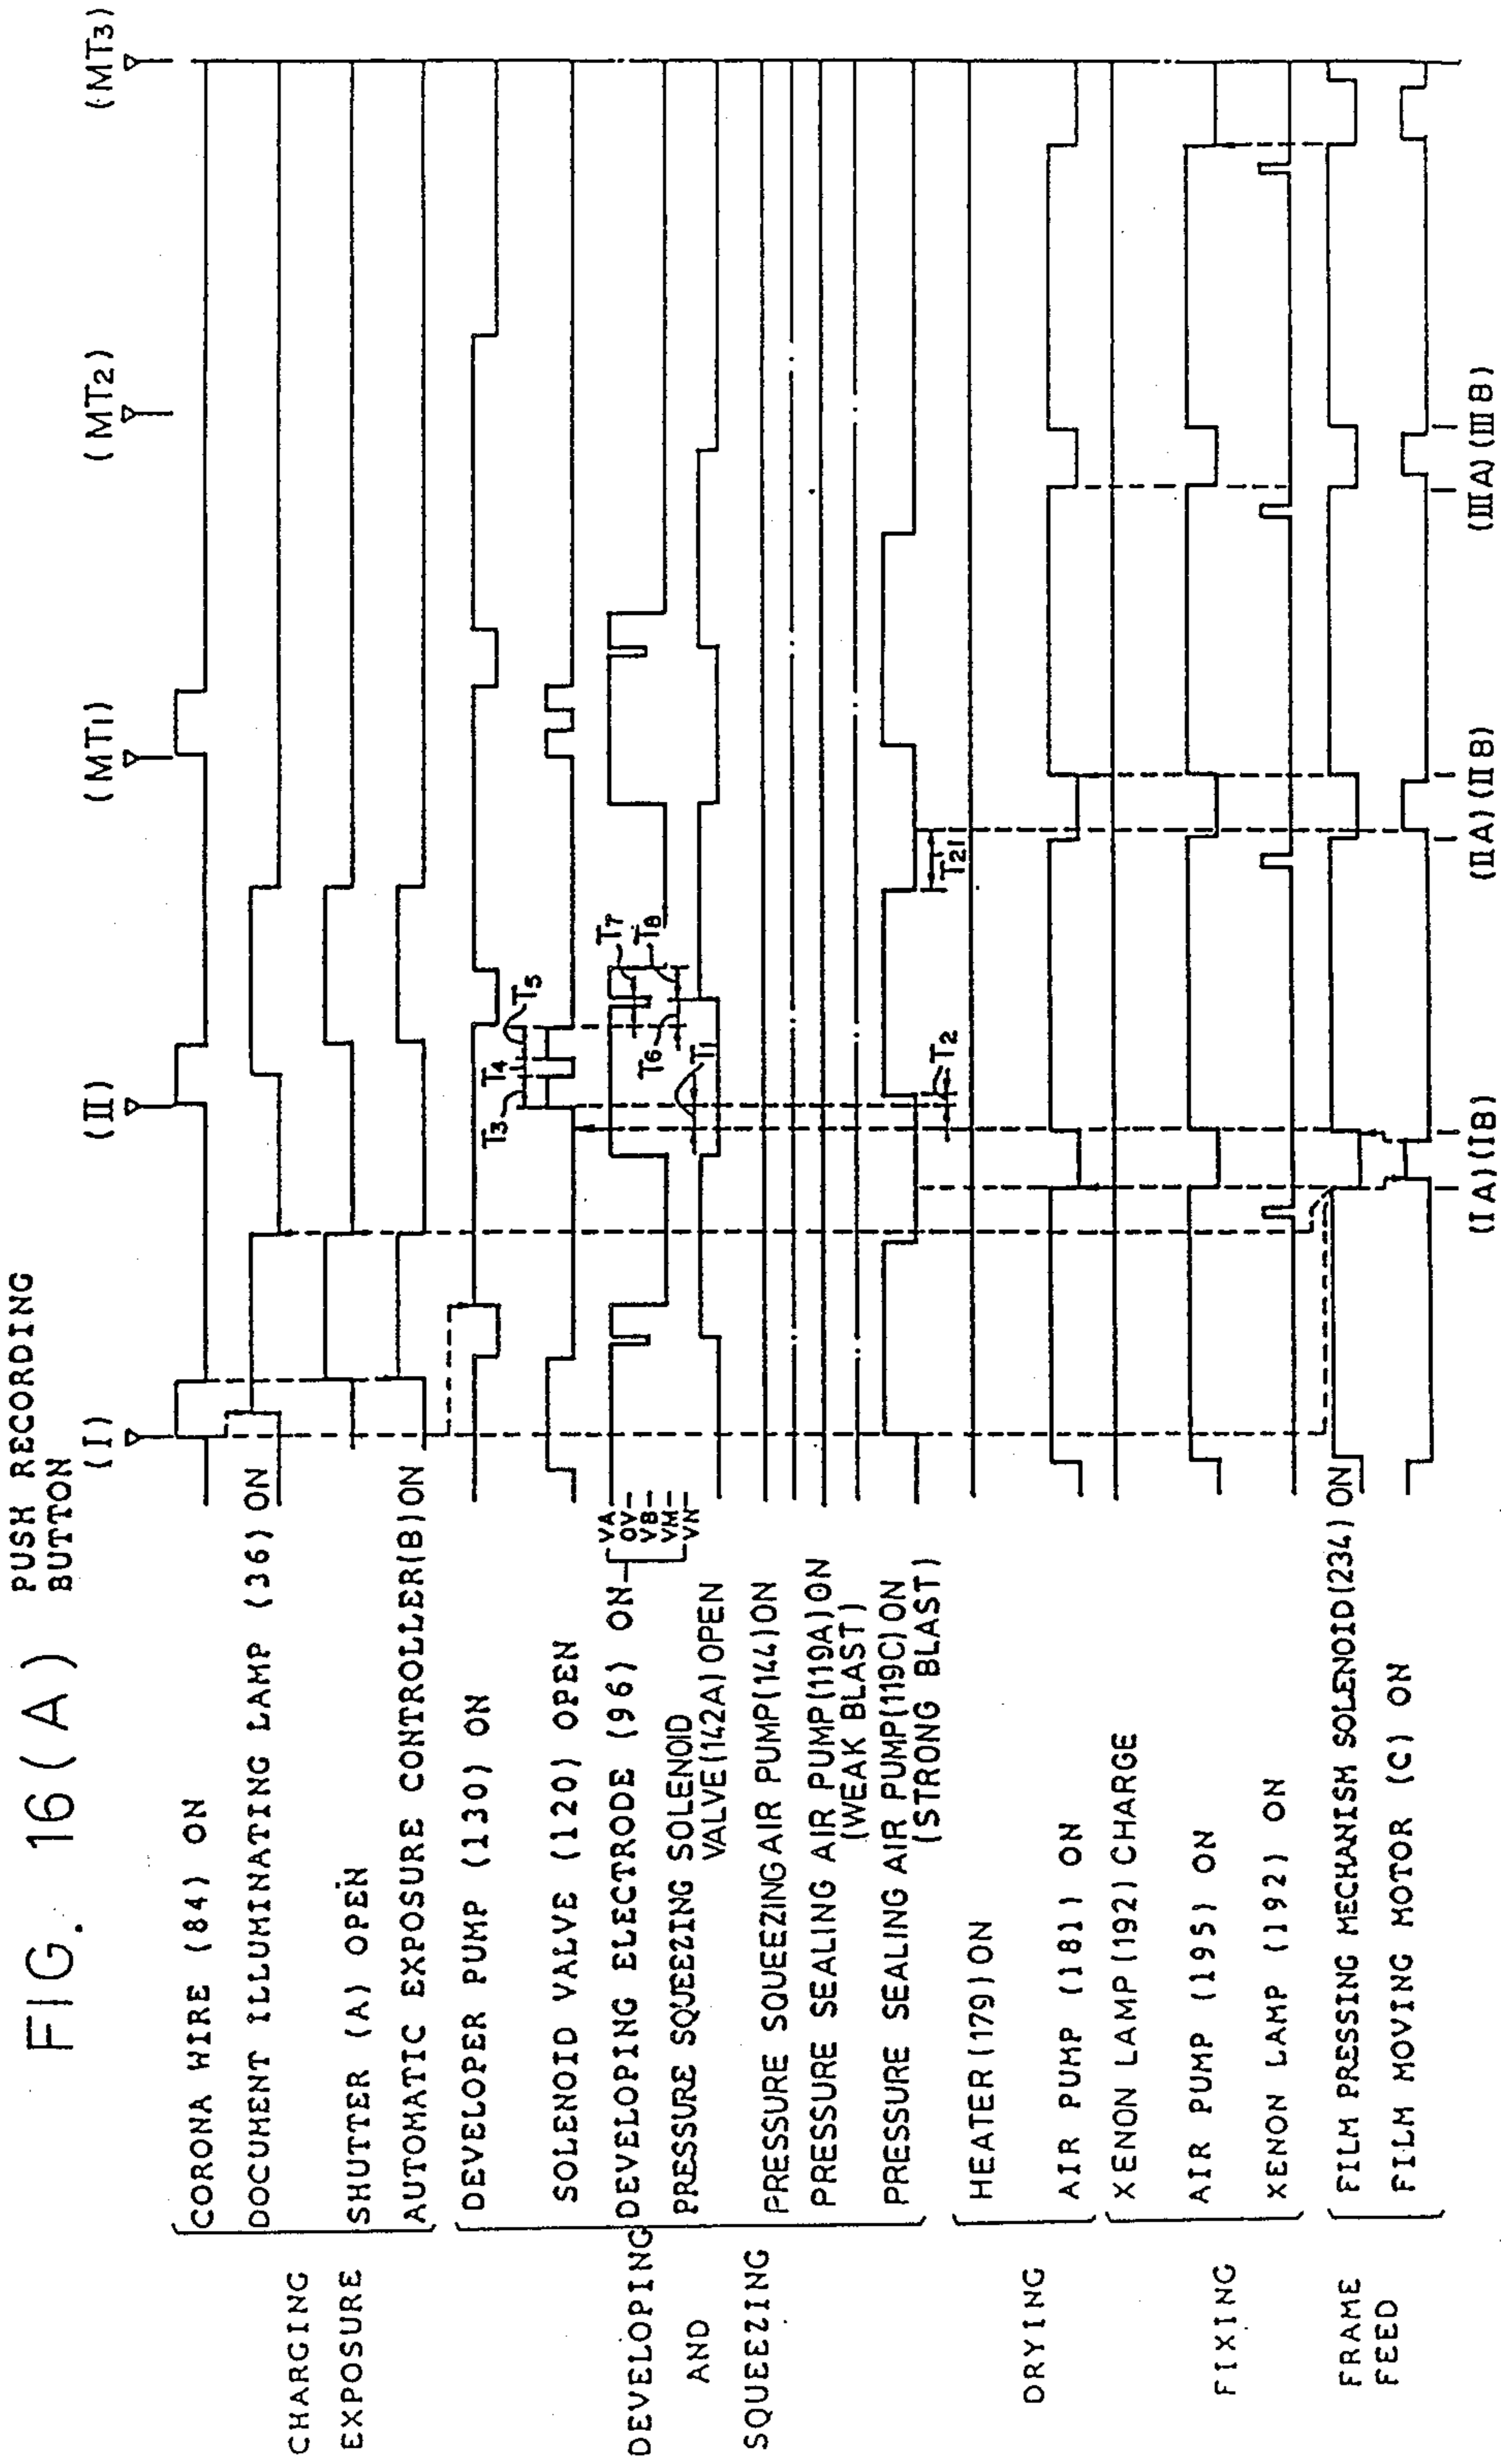 FIG. 16(A)
PUSH RECORDING
BUTTON
(I)
(II)
(MT1)
(MT2)
(MT3)
CHARGING
EXPOSURE
CORONA WIRE (84) ON
DOCUMENT ILLUMINATING LAMP (36) ON
SHUTTER (A) OPEN
AUTOMATIC EXPOSURE CONTROLLER(B) ON
DEVELOPING
AND
SQUEEZING
DEVELOPER PUMP (130) ON
SOLENOID VALVE (120) OPEN
DEVELOPING ELECTRODE (96) ON
VA
OV
VB
VM
VN
PRESSURE SQUEEZING SOLENOID
VALVE(142A) OPEN
PRESSURE SQUEEZING AIR PUMP(144)ON
PRESSURE SEALING AIR PUMP(119A) ON
(WEAK BLAST)
PRESSURE SEALING AIR PUMP(119C) ON
(STRONG BLAST)
T3
T4
T5
T6
T7
T8
T1
T2
T21
DRYING
HEATER (179) ON
AIR PUMP (181) ON
FIXING
XENON LAMP (192) CHARGE
AIR PUMP (195) ON
XENON LAMP (192) ON
FRAME
FEED
FILM PRESSING MECHANISM SOLENOID(234) ON
FILM MOVING MOTOR (C) ON
(IA) (IB)
(IIA) (IIB)
(IIIA) (IIIB)